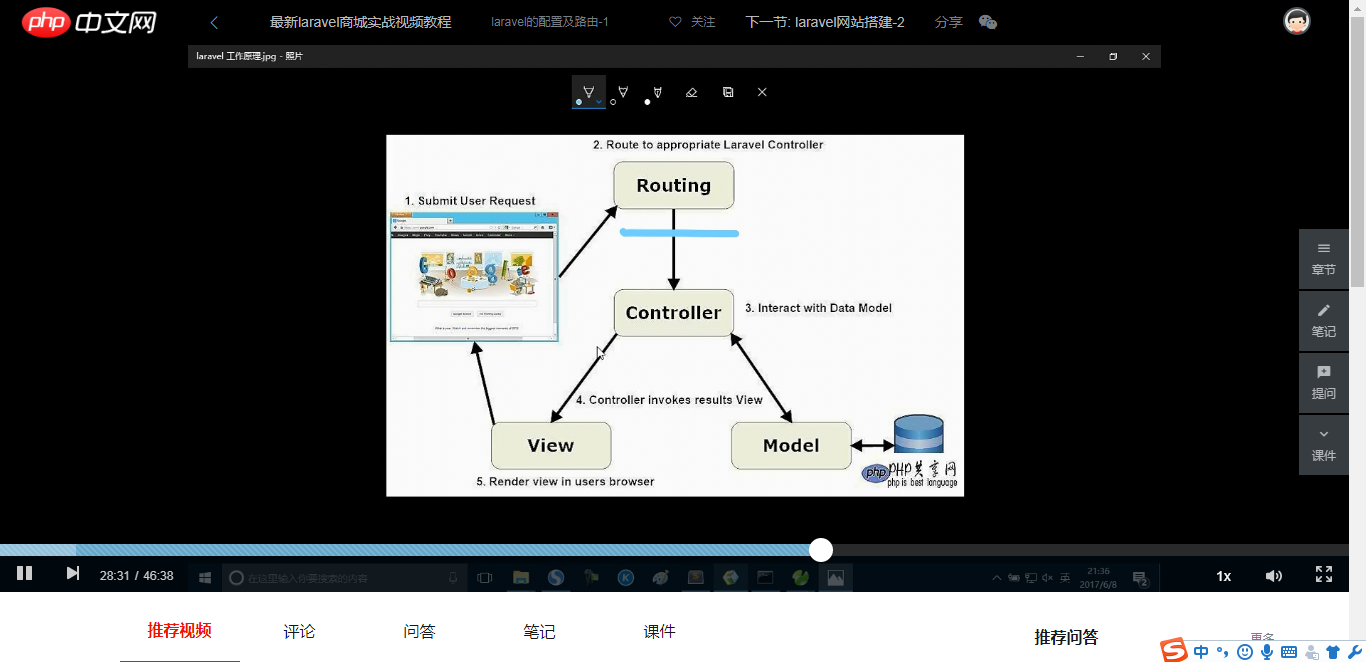 php 中文网
最新laravel商城实战视频教程
laravel的配置及路由-1
关注
下一节: laravel网站搭建-2
分享
laravel 工作原理.jpg - 照片
2. Route to appropriate Laravel Controller
Routing
1. Submit User Request
Controller
3. Interact with Data Model
4. Controller invokes results View
View
Model
5. Render view in users browser
php PHP共享网
php is best language
章节
笔记
提问
课件
28:31 / 46:38
在这里输入你要搜索的内容
英
21:36
2017/6/8
2
1x
推荐视频
评论
问答
笔记
课件
推荐问答
更多
S 中